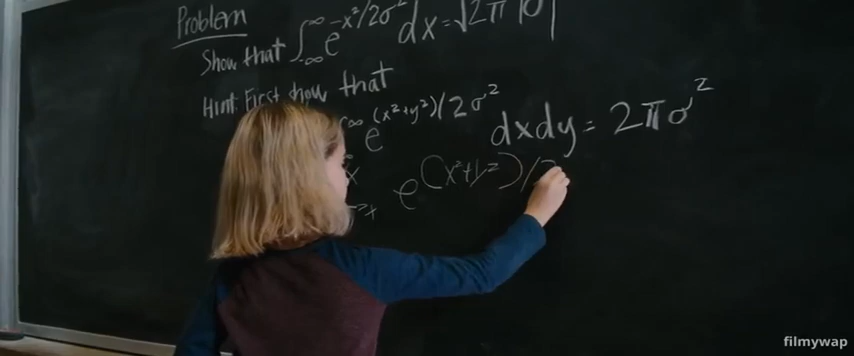 Problem
Show that ∫_{-∞}^{∞} e^{-x²/2σ²} dx = √2π |σ|
Hint: First show that
∞ e^{(x²+y²)/2σ²} dxdy = 2πσ²
e^{(x²+y²)/
filmywap